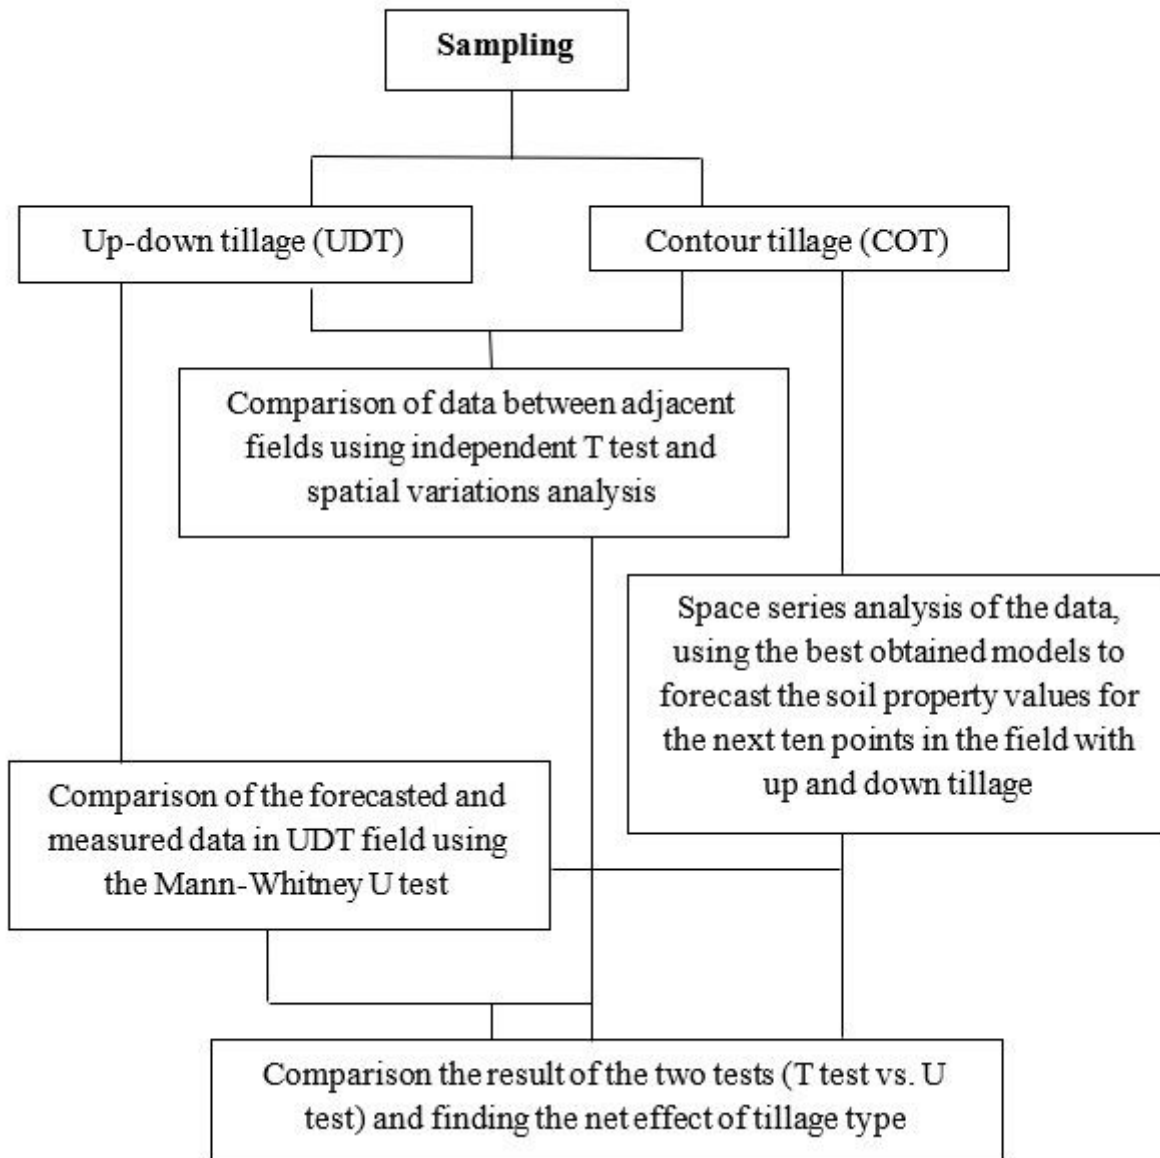 Sampling
Up-down tillage (UDT)
Contour tillage (COT)
Comparison of data between adjacent
fields using independent T test and
spatial variations analysis
Space series analysis of the data,
using the best obtained models to
forecast the soil property values for
the next ten points in the field with
up and down tillage
Comparison of the forecasted and
measured data in UDT field using
the Mann-Whitney U test
Comparison the result of the two tests (T test vs. U
test) and finding the net effect of tillage type